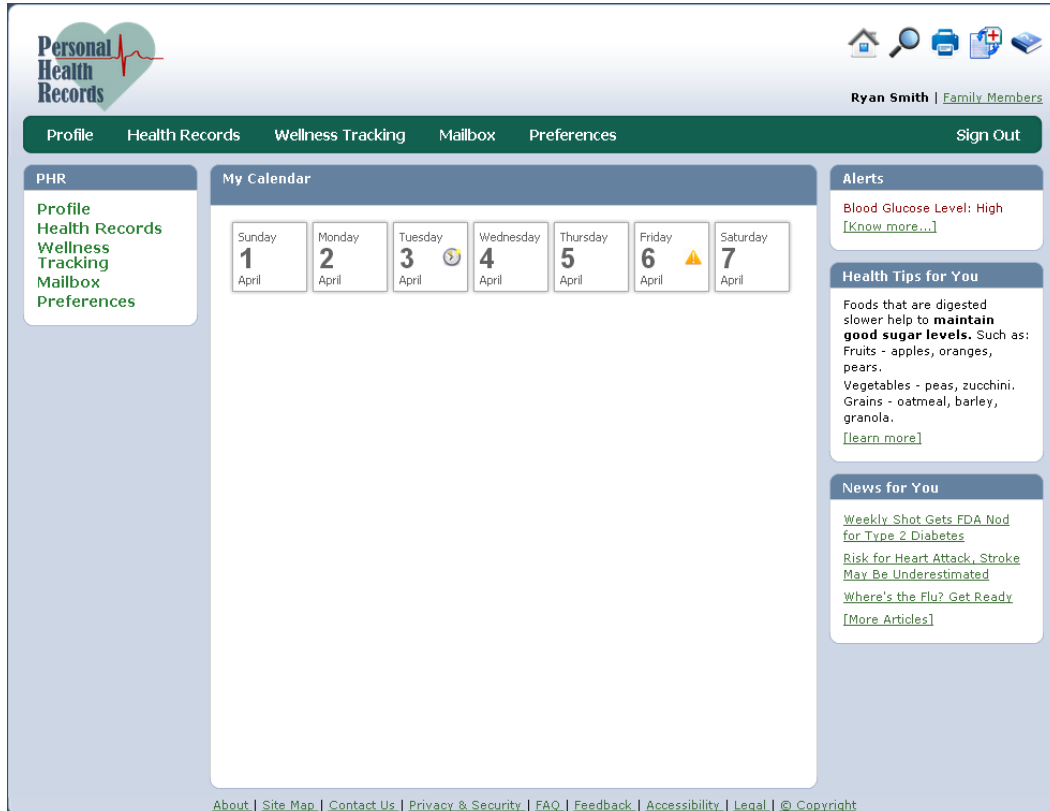 Personal
Health
Records
Ryan Smith | Family Members
Profile Health Records Wellness Tracking Mailbox Preferences Sign Out
PHR
Profile
Health Records
Wellness
Tracking
Mailbox
Preferences
My Calendar
Sunday
1
April
Monday
2
April
Tuesday
3
April
Wednesday
4
April
Thursday
5
April
Friday
6
April
Saturday
7
April
Alerts
Blood Glucose Level: High
[Know more...]
Health Tips for You
Foods that are digested
slower help to maintain
good sugar levels. Such as:
Fruits - apples, oranges,
pears.
Vegetables - peas, zucchini.
Grains - oatmeal, barley,
granola.
[learn more]
News for You
Weekly Shot Gets FDA Nod
for Type 2 Diabetes
Risk for Heart Attack, Stroke
May Be Underestimated
Where's the Flu? Get Ready
[More Articles]
About | Site Map | Contact Us | Privacy & Security | FAQ | Feedback | Accessibility | Legal | © Copyright